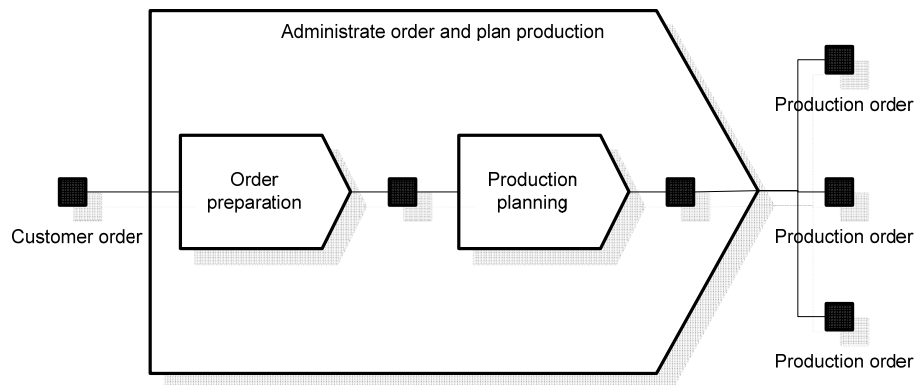 Administrate order and plan production
Production order
Order
preparation
Production
planning
Customer order
Production order
Production order